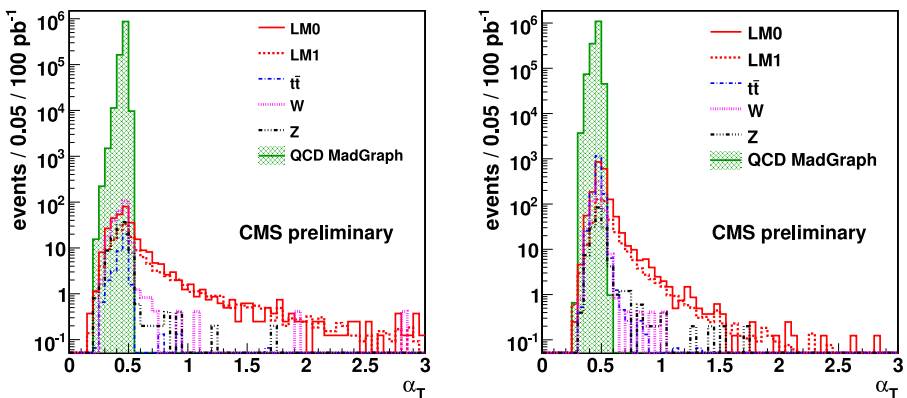 events / 0.05 / 100 pb⁻¹
10⁶
10⁵
10⁴
10³
10²
10
1
10⁻¹
LM0
LM1
tt̄
W
Z
QCD MadGraph
CMS preliminary
0 0.5 1 1.5 2 2.5 3
α_T
events / 0.05 / 100 pb⁻¹
10⁶
10⁵
10⁴
10³
10²
10
1
10⁻¹
LM0
LM1
tt̄
W
Z
QCD MadGraph
CMS preliminary
0 0.5 1 1.5 2 2.5 3
α_T